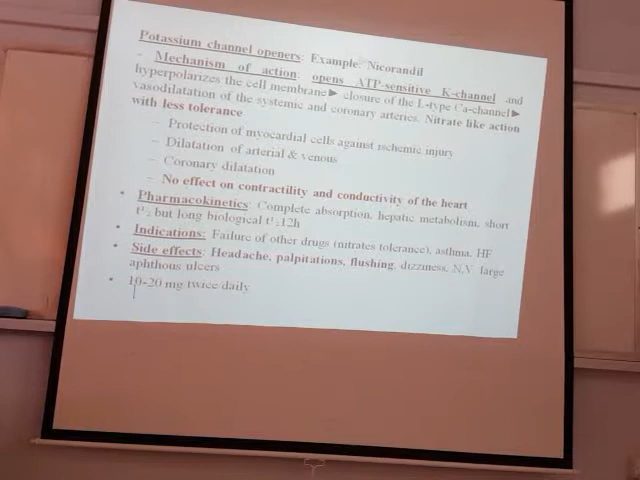 Potassium channel openers: Example: Nicorandil
- Mechanism of action: opens ATP-sensitive K-channel and
hyperpolarizes the cell membrane► closure of the L-type Ca-channel►
vasodilatation of the systemic and coronary arteries. Nitrate like action
with less tolerance
– Protection of myocardial cells against ischemic injury
– Dilatation of arterial & venous
– Coronary dilatation
– No effect on contractility and conductivity of the heart
• Pharmacokinetics: Complete absorption, hepatic metabolism, short
t½ but long biological t½ 12h
• Indications: Failure of other drugs (nitrates tolerance), asthma, HF
• Side effects: Headache, palpitations, flushing, dizziness, N,V large
aphthous ulcers
• 10-20 mg twice daily